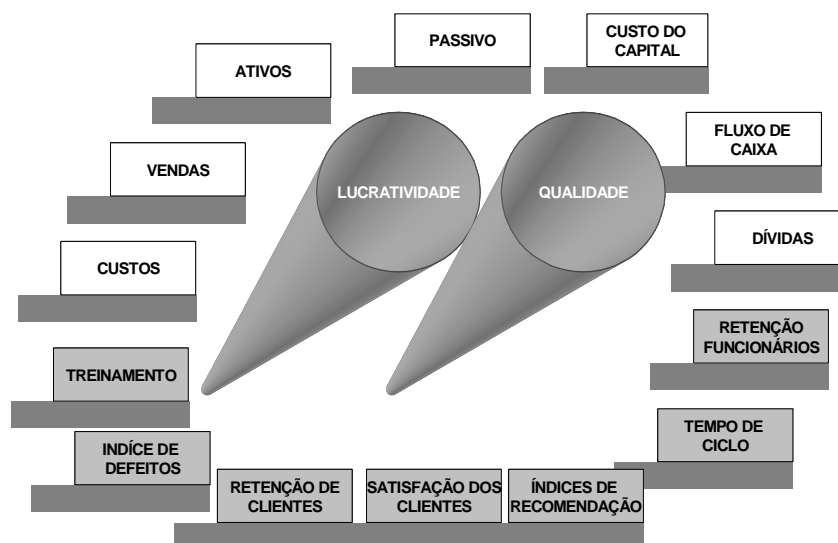 PASSIVO
CUSTO DO
CAPITAL
ATIVOS
FLUXO DE
CAIXA
VENDAS
LUCRATIVIDADE
QUALIDADE
DÍVIDAS
CUSTOS
RETENÇÃO
FUNCIONÁRIOS
TREINAMENTO
TEMPO DE
CICLO
INDÍCE DE
DEFEITOS
RETENÇÃO DE
CLIENTES
SATISFAÇÃO DOS
CLIENTES
ÍNDICES DE
RECOMENDAÇÃO